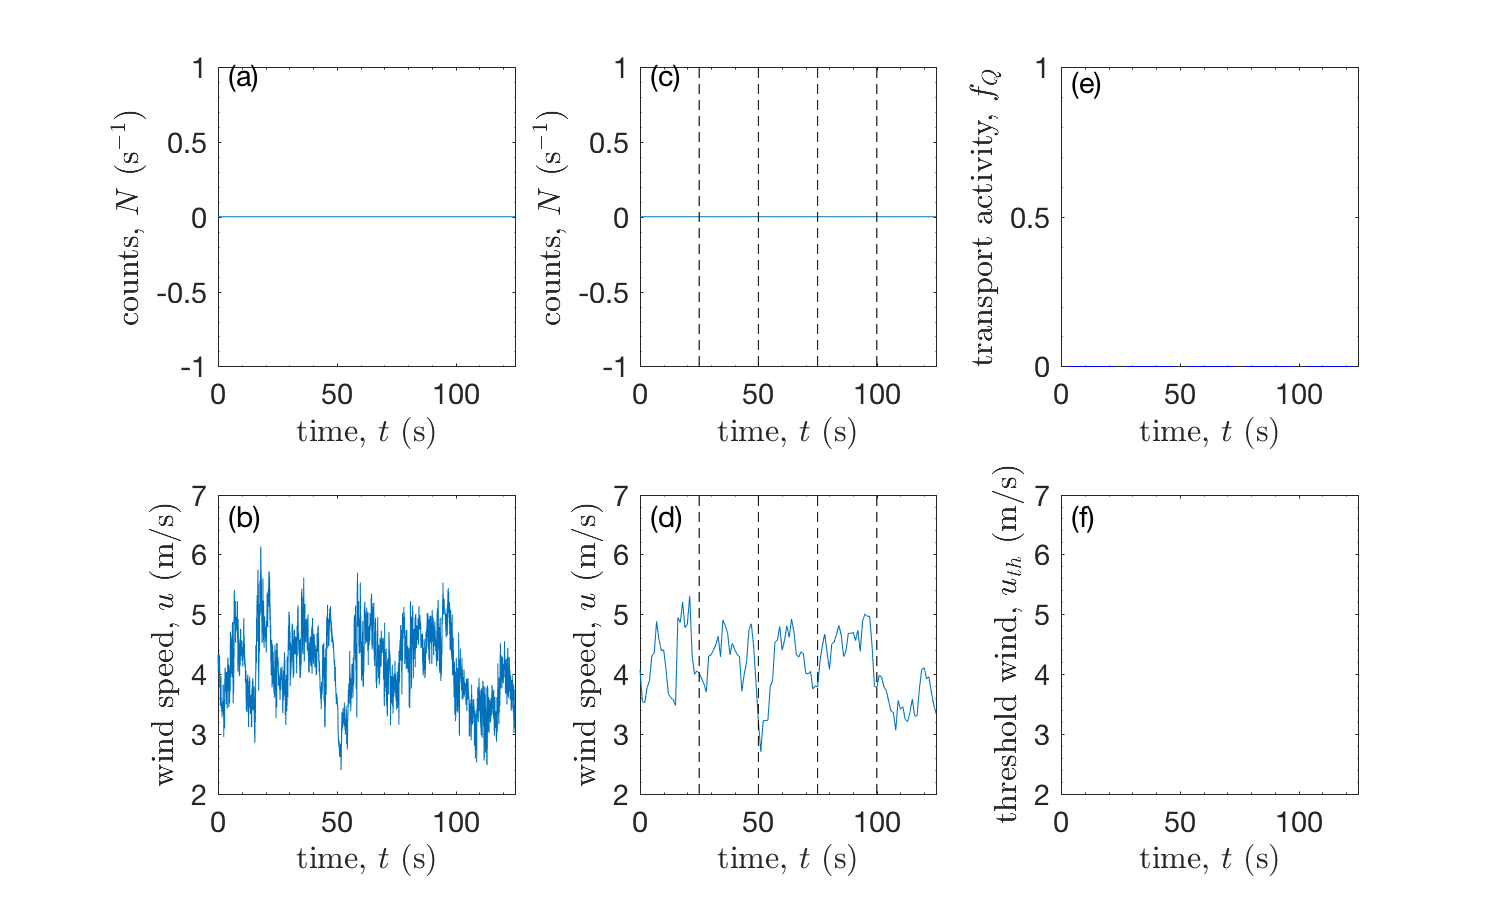 (a)
1
0.5
0
-0.5
-1
0 50 100
counts, N (s⁻¹)
time, t (s)
(c)
1
0.5
0
-0.5
-1
0 50 100
counts, N (s⁻¹)
time, t (s)
(e)
1
0.5
0
0 50 100
transport activity, f_Q
time, t (s)
(b)
7
6
5
4
3
2
0 50 100
wind speed, u (m/s)
time, t (s)
(d)
7
6
5
4
3
2
0 50 100
wind speed, u (m/s)
time, t (s)
(f)
7
6
5
4
3
2
0 50 100
threshold wind, u_th (m/s)
time, t (s)